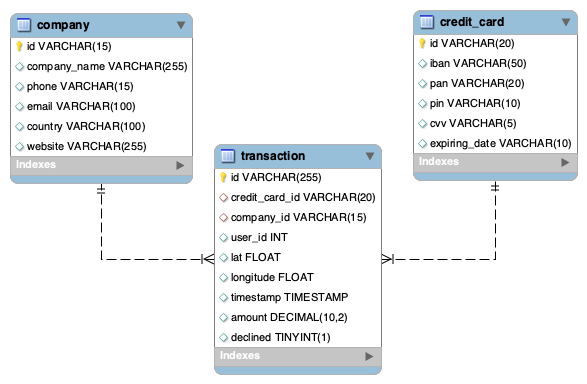 company
id VARCHAR(15)
company_name VARCHAR(255)
phone VARCHAR(15)
email VARCHAR(100)
country VARCHAR(100)
website VARCHAR(255)
Indexes
credit_card
id VARCHAR(20)
iban VARCHAR(50)
pan VARCHAR(20)
pin VARCHAR(10)
cvv VARCHAR(5)
expiring_date VARCHAR(10)
Indexes
transaction
id VARCHAR(255)
credit_card_id VARCHAR(20)
company_id VARCHAR(15)
user_id INT
lat FLOAT
longitude FLOAT
timestamp TIMESTAMP
amount DECIMAL(10,2)
declined TINYINT(1)
Indexes